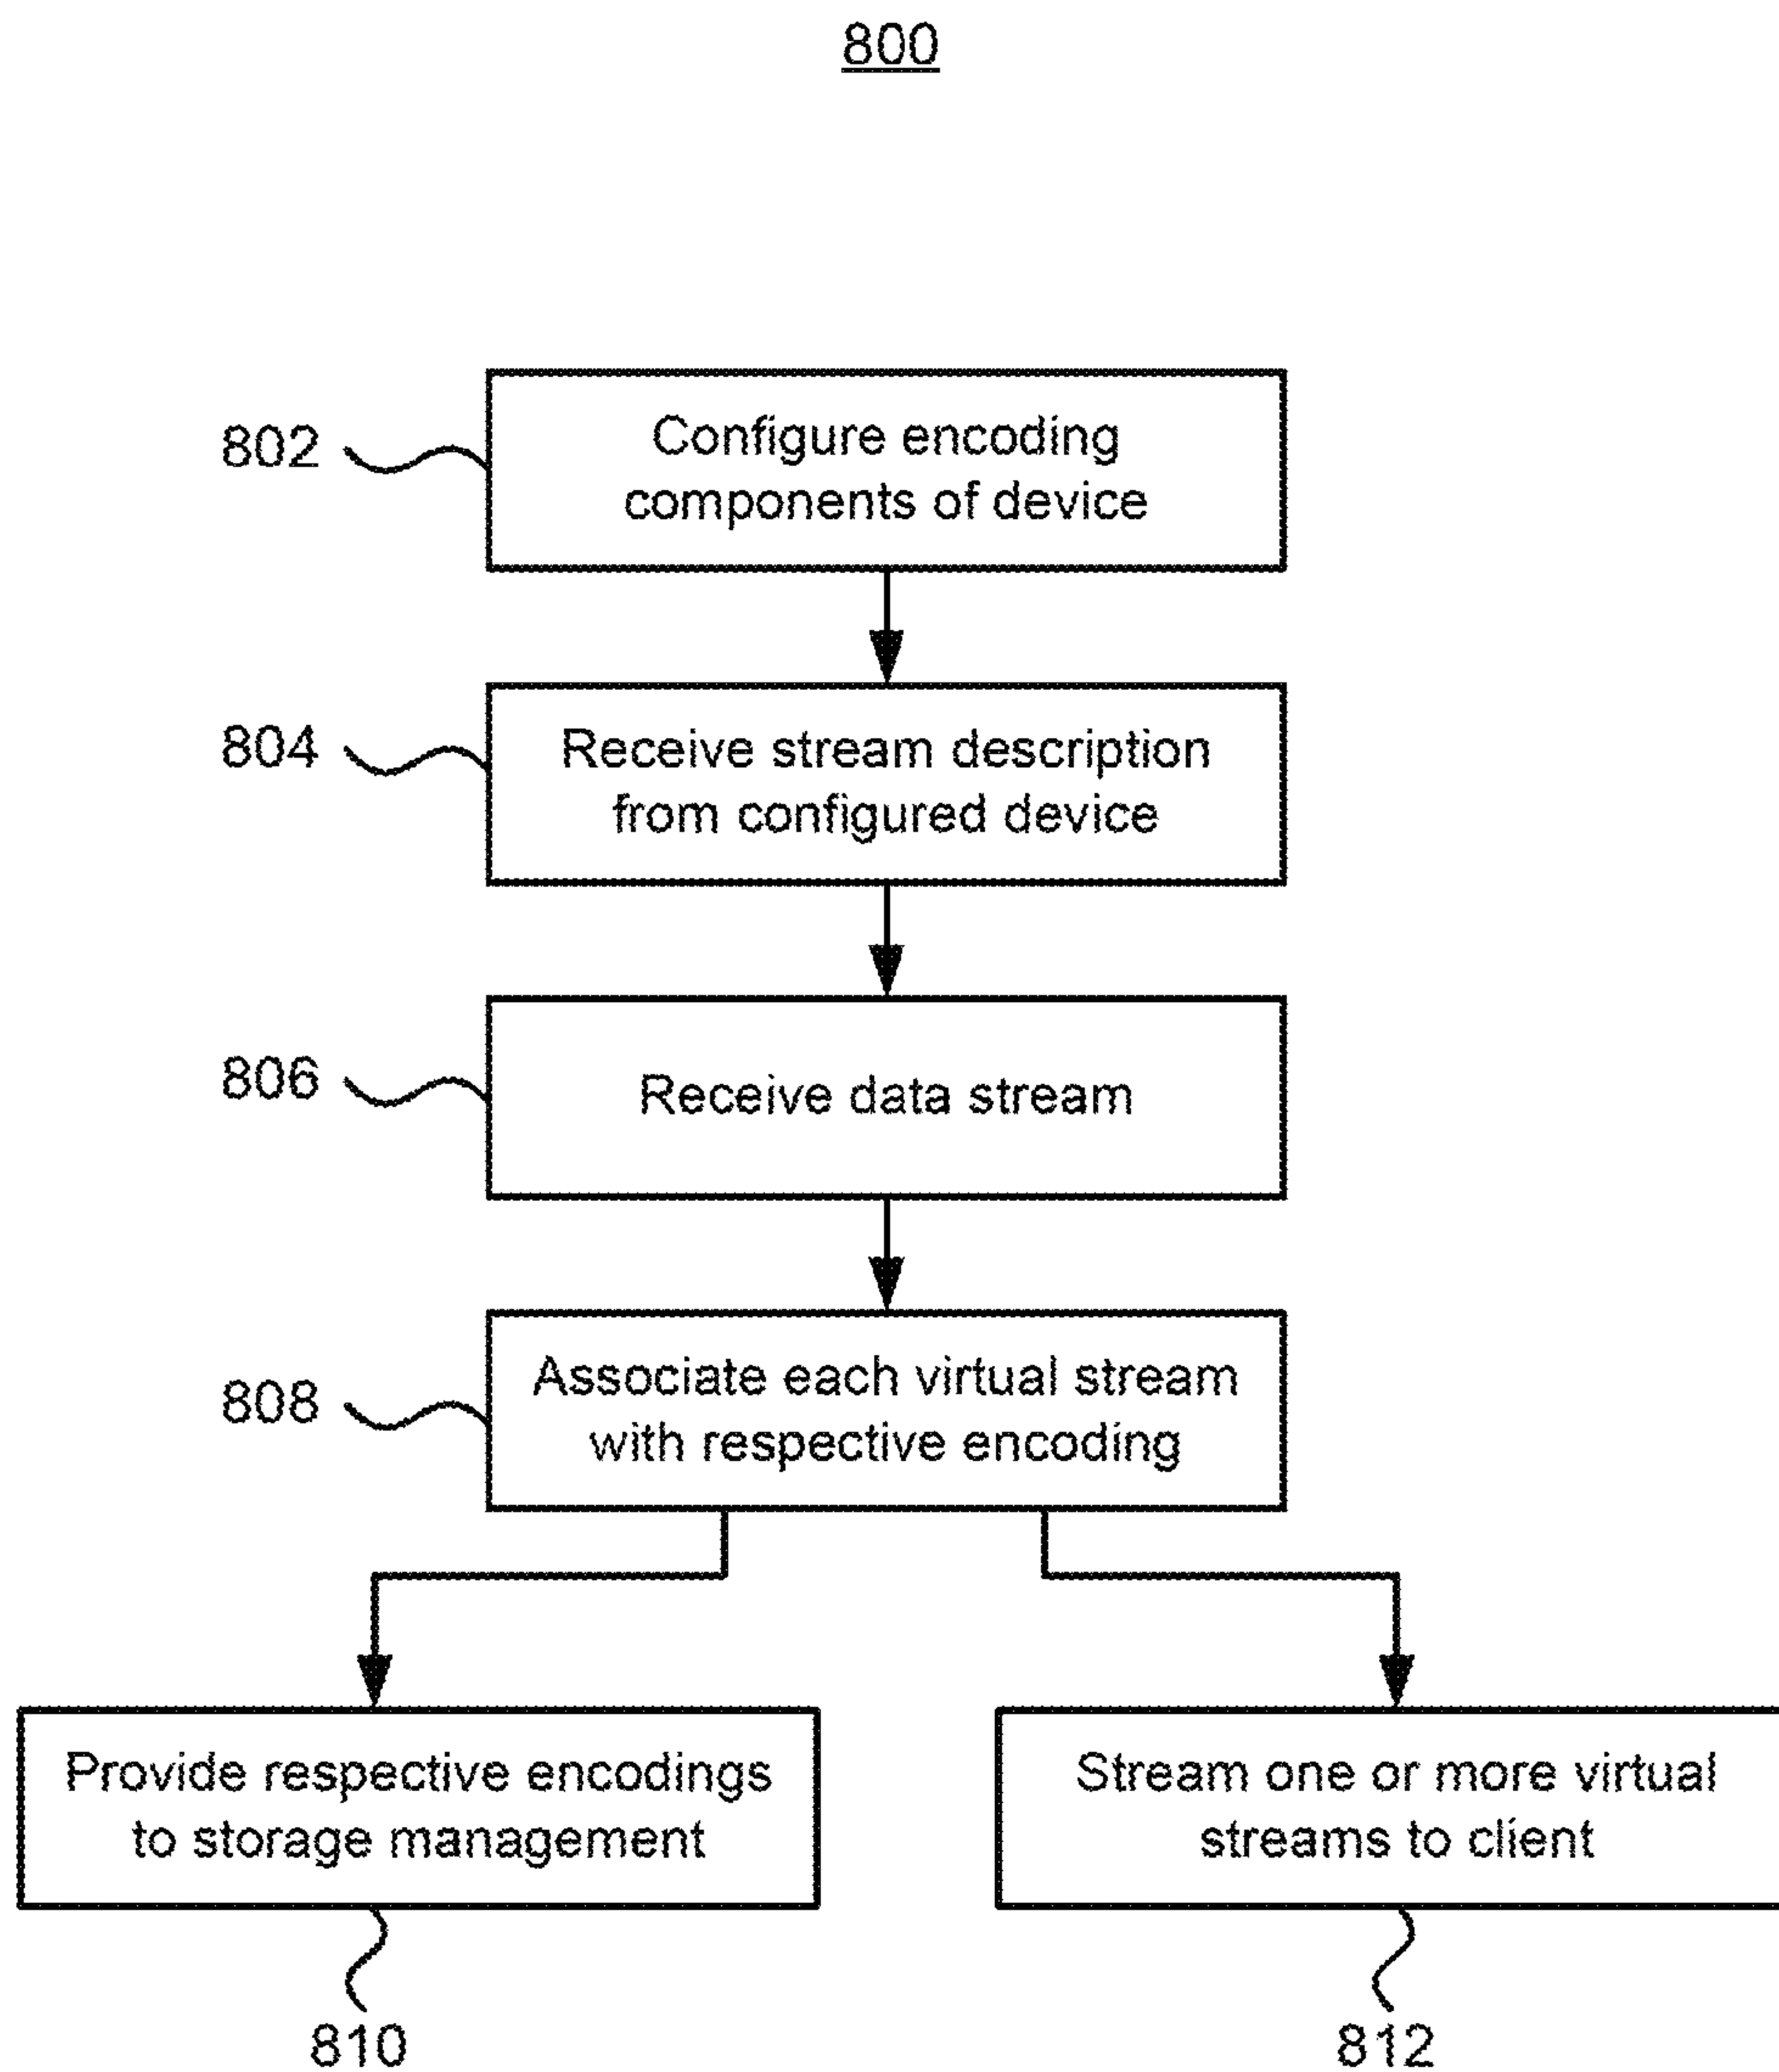 800
802
Configure encoding
components of device
804
Receive stream description
from configured device
806
Receive data stream
808
Associate each virtual stream
with respective encoding
Provide respective encodings
to storage management
Stream one or more virtual
streams to client
810
812